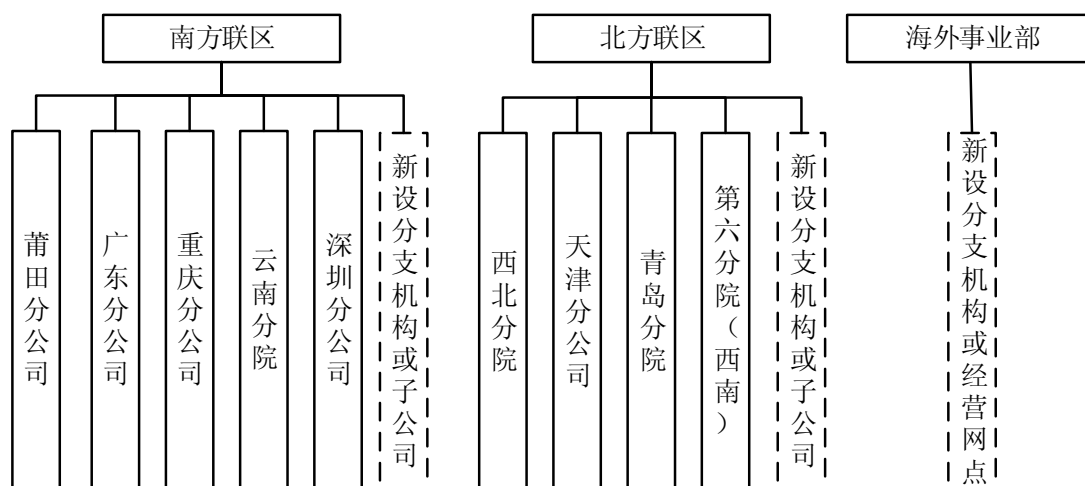 南方联区
北方联区
海外事业部
莆田分公司
广东分公司
重庆分公司
云南分院
深圳分公司
新设分支机构或子公司
西北分院
天津分公司
青岛分院
第六分院（西南）
新设分支机构或子公司
新设分支机构或经营网点